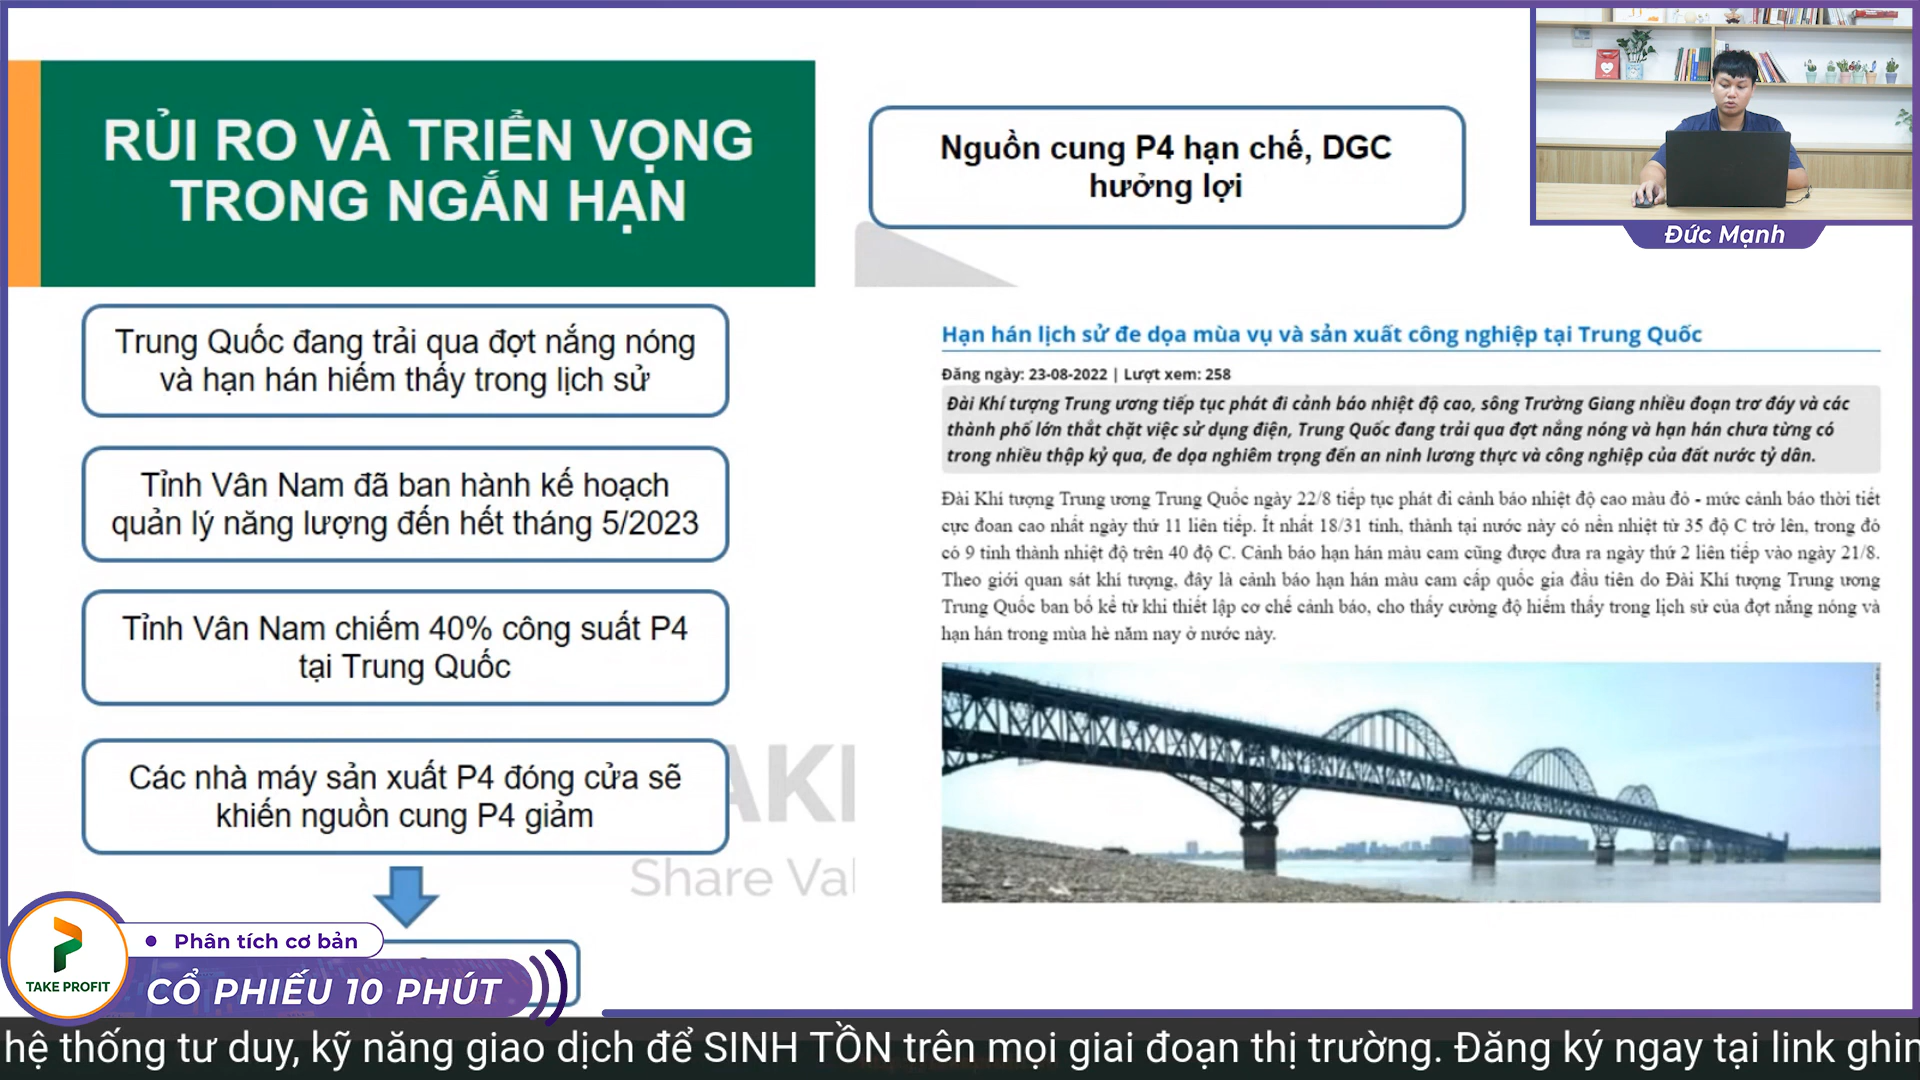 RỦI RO VÀ TRIỂN VỌNG
TRONG NGẮN HẠN
Trung Quốc đang trải qua đợt nắng nóng
và hạn hán hiếm thấy trong lịch sử
Tỉnh Vân Nam đã ban hành kế hoạch
quản lý năng lượng đến hết tháng 5/2023
Tỉnh Vân Nam chiếm 40% công suất P4
tại Trung Quốc
Các nhà máy sản xuất P4 đóng cửa sẽ
khiến nguồn cung P4 giảm
AKI
Share Val
Nguồn cung P4 hạn chế, DGC
hưởng lợi
Đức Mạnh
Hạn hán lịch sử đe dọa mùa vụ và sản xuất công nghiệp tại Trung Quốc
Đăng ngày: 23-08-2022 | Lượt xem: 258
Đài Khí tượng Trung ương tiếp tục phát đi cảnh báo nhiệt độ cao, sông Trường Giang nhiều đoạn trơ đáy và các
thành phố lớn thắt chặt việc sử dụng điện, Trung Quốc đang trải qua đợt nắng nóng và hạn hán chưa từng có
trong nhiều thập kỷ qua, đe dọa nghiêm trọng đến an ninh lương thực và công nghiệp của đất nước tỷ dân.
Đài Khí tượng Trung ương Trung Quốc ngày 22/8 tiếp tục phát đi cảnh báo nhiệt độ cao màu đỏ - mức cảnh báo thời tiết
cực đoan cao nhất ngày thứ 11 liên tiếp. Ít nhất 18/31 tỉnh, thành tại nước này có nền nhiệt từ 35 độ C trở lên, trong đó
có 9 tỉnh thành nhiệt độ trên 40 độ C. Cảnh báo hạn hán màu cam cũng được đưa ra ngày thứ 2 liên tiếp vào ngày 21/8.
Theo giới quan sát khí tượng, đây là cảnh báo hạn hán màu cam cấp quốc gia đầu tiên do Đài Khí tượng Trung ương
Trung Quốc ban bố kể từ khi thiết lập cơ chế cảnh báo, cho thấy cường độ hiếm thấy trong lịch sử của đợt nắng nóng và
hạn hán trong mùa hè năm nay ở nước này.
Phân tích cơ bản
TAKE PROFIT
CỔ PHIẾU 10 PHÚT
hệ thống tư duy, kỹ năng giao dịch để SINH TỒN trên mọi giai đoạn thị trường. Đăng ký ngay tại link ghin